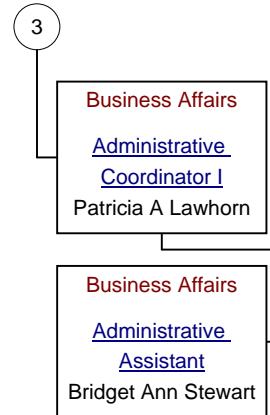 3
Business Affairs
Administrative
Coordinator I
Patricia A Lawhorn
Business Affairs
Administrative
Assistant
Bridget Ann Stewart